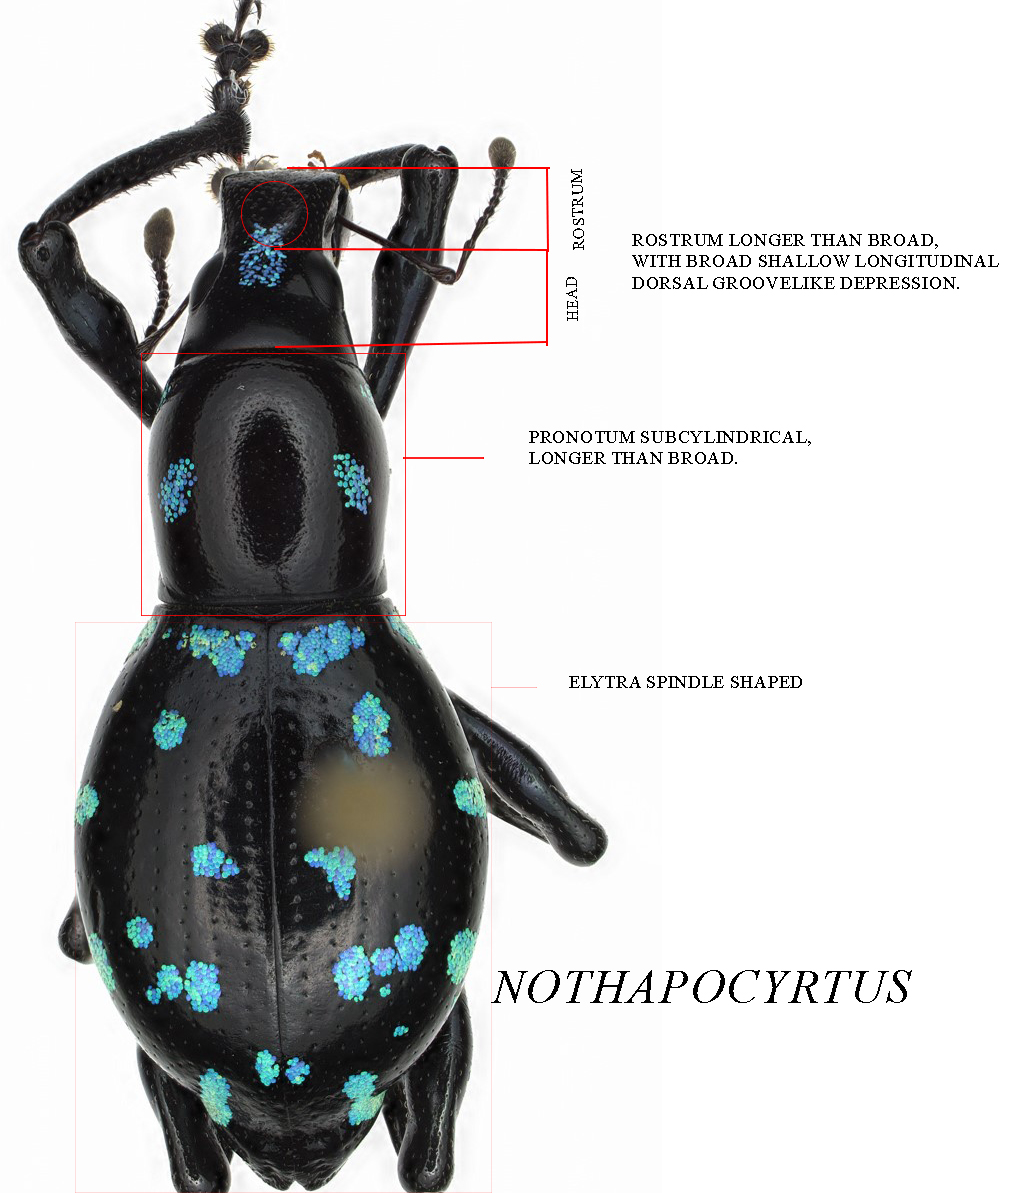 ROSTRUM
HEAD
ROSTRUM LONGER THAN BROAD,
WITH BROAD SHALLOW LONGITUDINAL
DORSAL GROOVELIKE DEPRESSION.
PRONOTUM SUBCYLINDRICAL,
LONGER THAN BROAD.
ELYTRA SPINDLE SHAPED
NOTHAPOCYRTUS